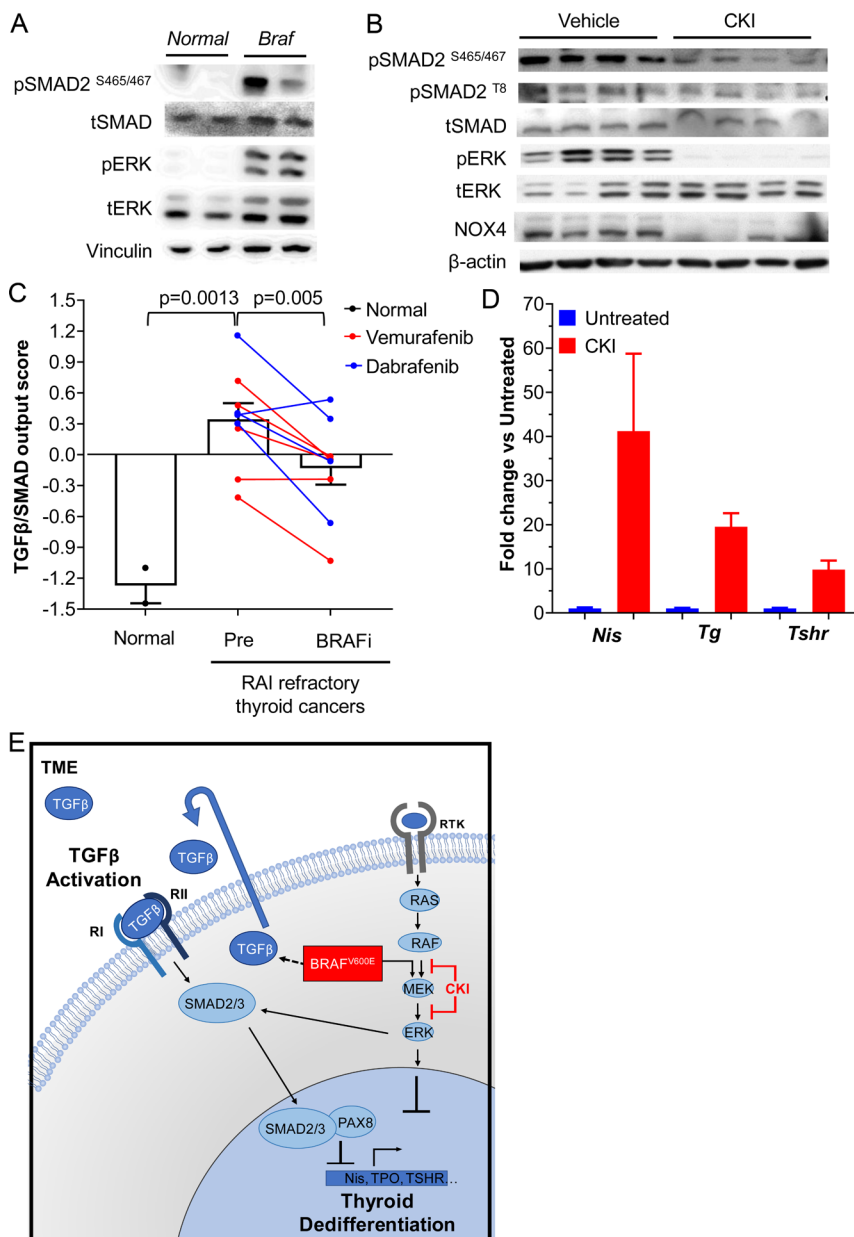 A
Normal Braf
pSMAD2 S465/467
tSMAD
pERK
tERK
Vinculin
B
Vehicle CKI
pSMAD2 S465/467
pSMAD2 T8
tSMAD
pERK
tERK
NOX4
β-actin
C
p=0.0013 p=0.005
Normal
Vemurafenib
Dabrafenib
TGFβ/SMAD output score
1.5
1.2
0.9
0.6
0.3
0.0
-0.3
-0.6
-0.9
-1.2
-1.5
Normal Pre BRAFi
RAI refractory
thyroid cancers
D
Untreated
CKI
Fold change vs Untreated
70
60
50
40
30
20
10
0
Nis Tg Tshr
E
TME
TGFβ
TGFβ
Activation
TGFβ
RTK
RI
RII
TGFβ
TGFβ
RAS
RAF
BRAFV600E
MEK
CKI
ERK
SMAD2/3
SMAD2/3
PAX8
Nis, TPO, TSHR...
Thyroid
Dedifferentiation